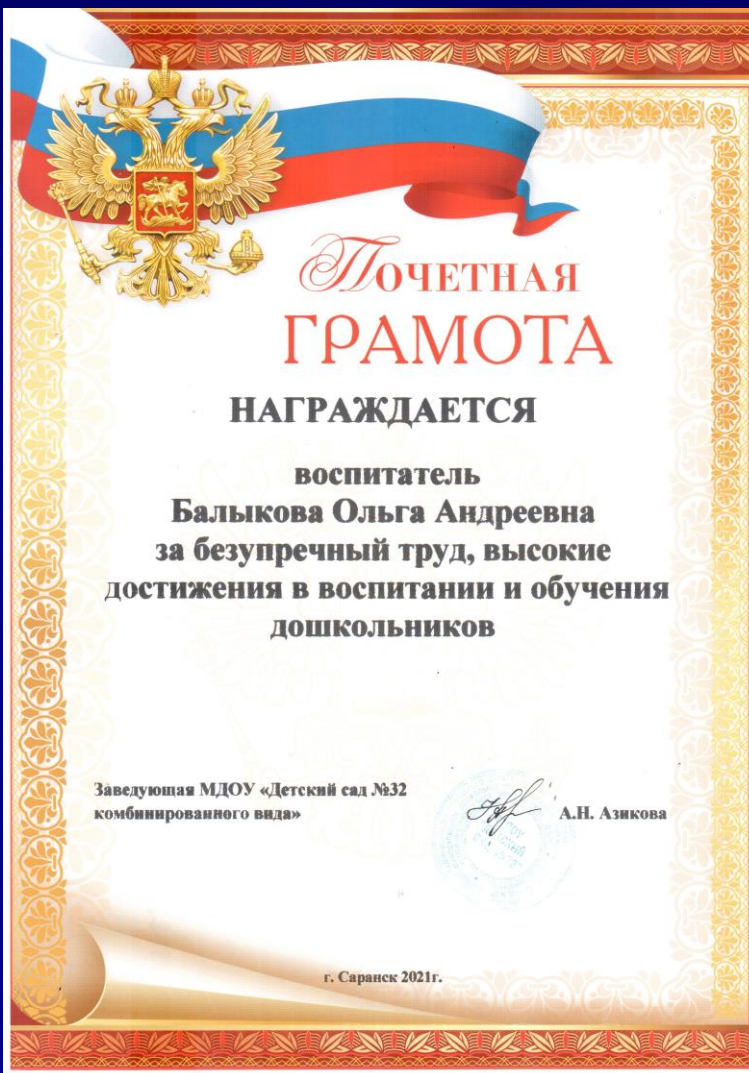 Почетная
ГРАМОТА
НАГРАЖДАЕТСЯ
воспитатель
Балыкова Ольга Андреевна
за безупречный труд, высокие
достижения в воспитании и обучения
дошкольников
Заведующая МДОУ «Детский сад №32
комбинированного вида»
А.Н. Азикова
г. Саранск 2021г.